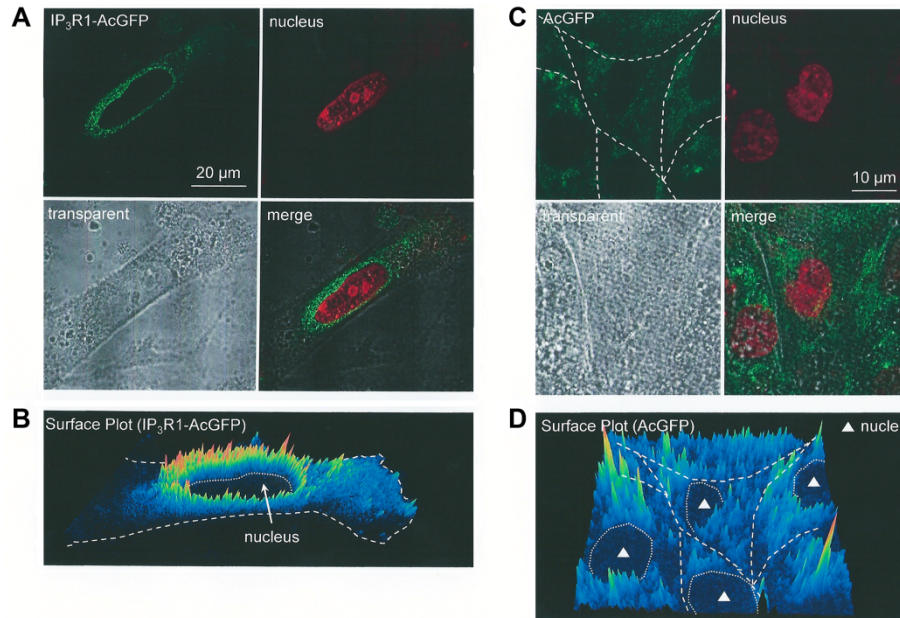 A
IP₃R1-AcGFP
nucleus
20 µm
transparent
merge
B
Surface Plot (IP₃R1-AcGFP)
nucleus
C
AcGFP
nucleus
10 µm
transparent
merge
D
Surface Plot (AcGFP)
nucle